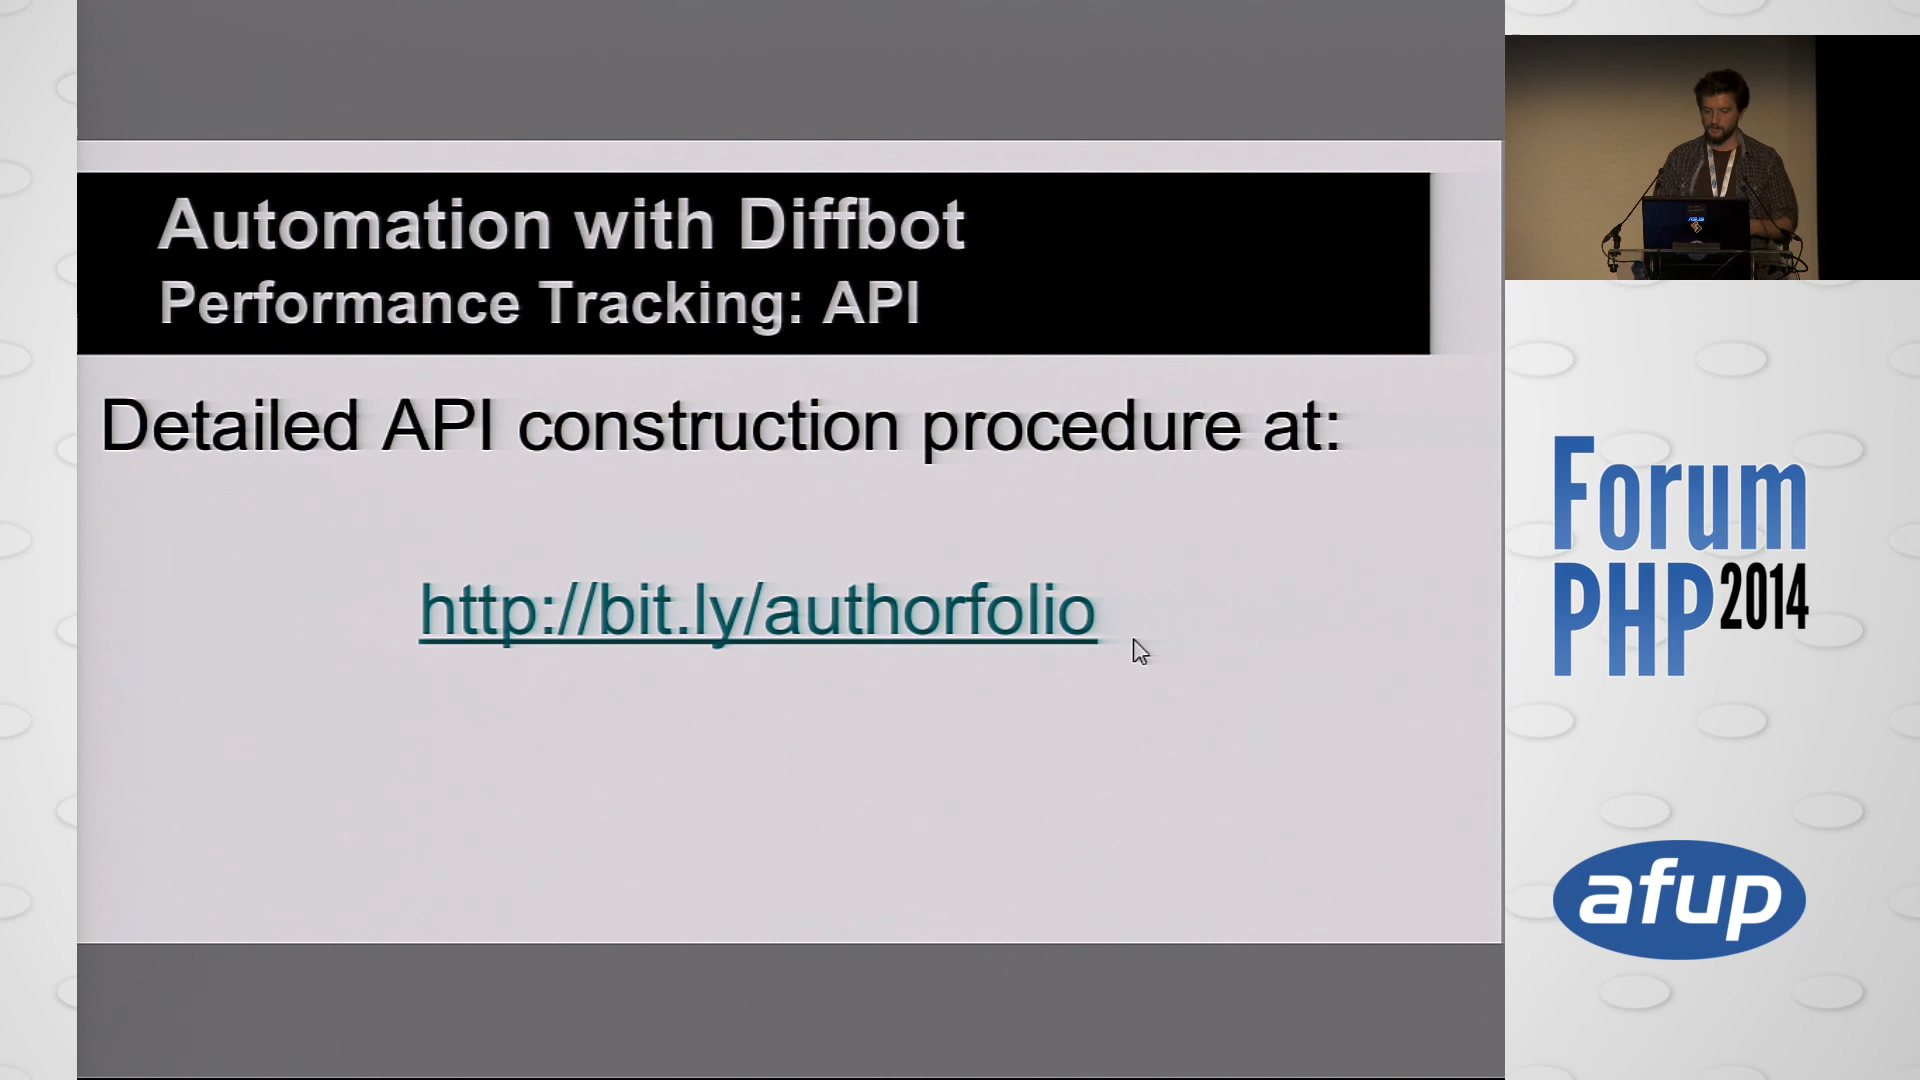 Automation with Diffbot
Performance Tracking: API
Detailed API construction procedure at:
http://bit.ly/authorfolio
ASUS
Forum
PHP 2014
afup